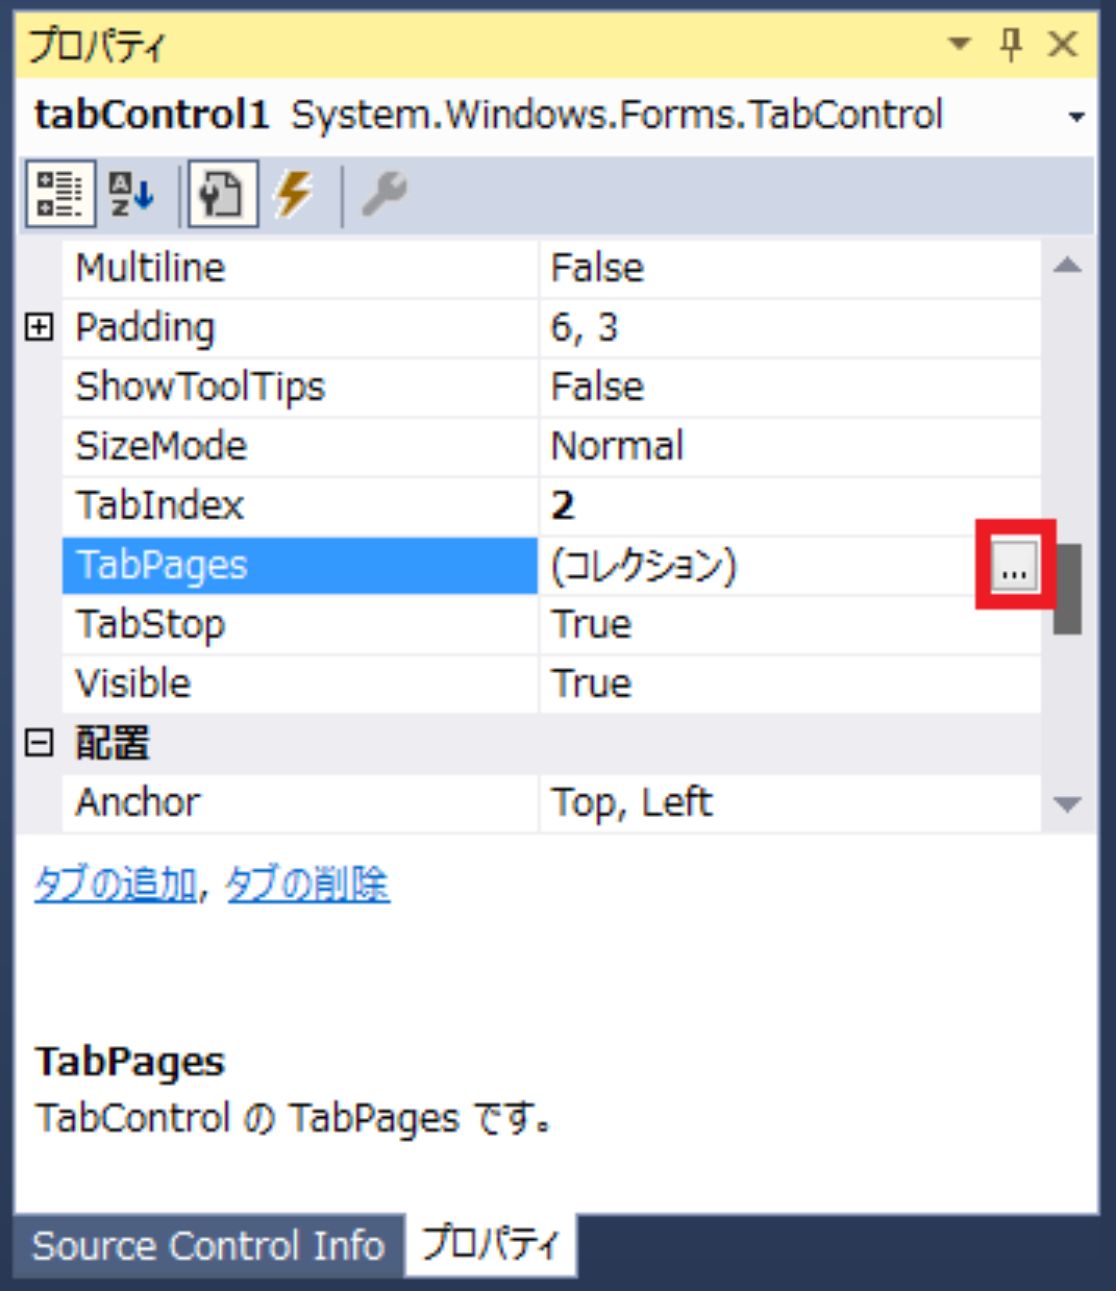 プロパティ
tabControl1 System.Windows.Forms.TabControl
Multiline False
Padding 6, 3
ShowToolTips False
SizeMode Normal
TabIndex 2
TabPages (コレクション) ...
TabStop True
Visible True
配置
Anchor Top, Left
タブの追加, タブの削除
TabPages
TabControl の TabPages です。
Source Control Info プロパティ